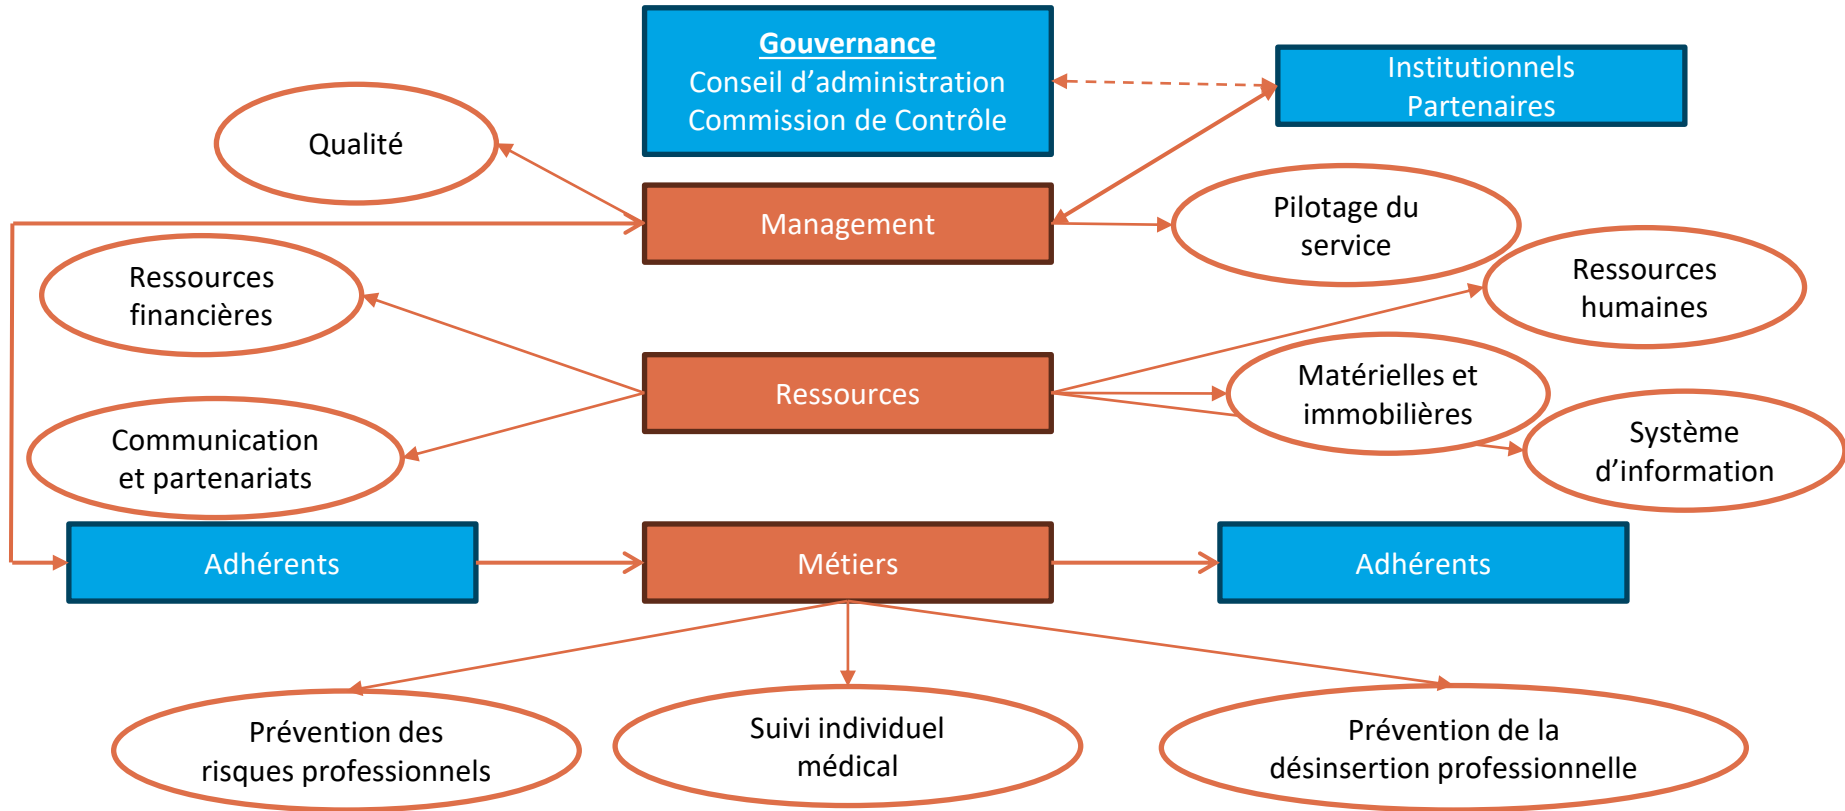 Gouvernance
Conseil d’administration
Commission de Contrôle
Institutionnels
Partenaires
Qualité
Management
Pilotage du
service
Ressources
financières
Ressources
humaines
Ressources
Matérielles et
immobilières
Communication
et partenariats
Système
d’information
Adhérents
Métiers
Adhérents
Prévention des
risques professionnels
Suivi individuel
médical
Prévention de la
désinsertion professionnelle